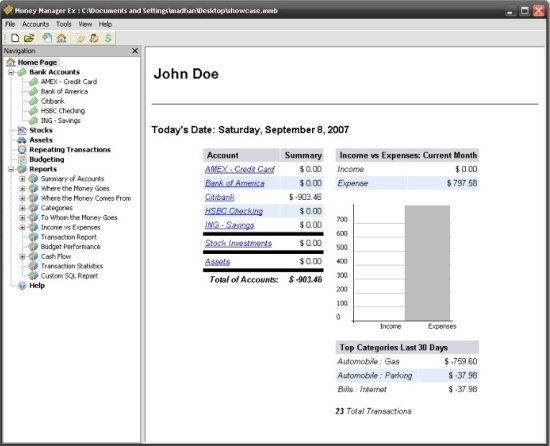 Money Manager Ex : C:\Documents and Settings\madhan\Desktop\showcase.mmb
File Accounts Tools View Help
Navigation
Home Page
Bank Accounts
AMEX - Credit Card
Bank of America
Citibank
HSBC Checking
ING - Savings
Stocks
Assets
Repeating Transactions
Budgeting
Reports
Summary of Accounts
Where the Money Goes
Where the Money Comes From
Categories
To Whom the Money Goes
Income vs Expenses
Transaction Report
Budget Performance
Cash Flow
Transaction Statistics
Custom SQL Report
Help
John Doe
Today's Date: Saturday, September 8, 2007
Account Summary
AMEX - Credit Card $ 0.00
Bank of America $ 0.00
Citibank $ -903.46
HSBC Checking $ 0.00
ING - Savings $ 0.00
Stock Investments $ 0.00
Assets $ 0.00
Total of Accounts: $ -903.46
Income vs Expenses: Current Month
Income $ 0.00
Expense $ 797.58
700
600
500
400
300
200
100
0
Income Expenses
Top Categories Last 30 Days
Automobile : Gas $ -759.60
Automobile : Parking $ -37.98
Bills : Internet $ -37.98
23 Total Transactions